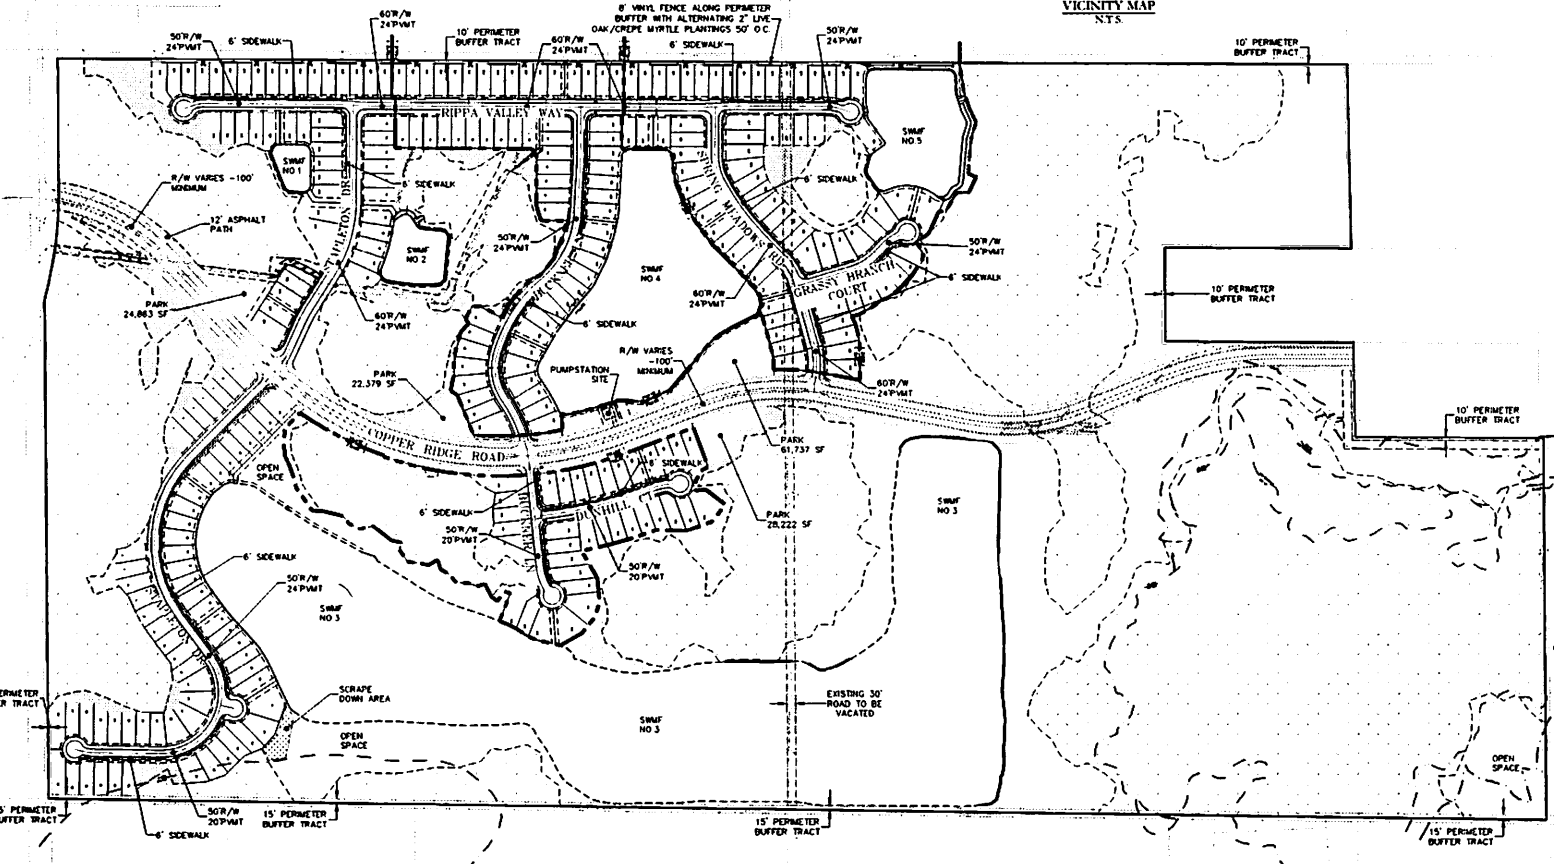 VICINITY MAP
N.T.S.
8' VINYL FENCE ALONG PERIMETER
BUFFER WITH ALTERNATING 2" LIVE
OAK/CREPE MYRTLE PLANTINGS 50' O.C.
60'R/W
24'PVMT
50'R/W
24'PVMT
6' SIDEWALK
10' PERIMETER
BUFFER TRACT
60'R/W
24'PVMT
6' SIDEWALK
50'R/W
24'PVMT
10' PERIMETER
BUFFER TRACT
RIPPA VALLEY WAY
SWMF
NO.1
SWMF
NO.5
R/W VARIES ~100'
MINIMUM
6' SIDEWALK
6' SIDEWALK
12' ASPHALT
PATH
SWMF
NO.2
50'R/W
24'PVMT
50'R/W
24'PVMT
SWMF
NO.4
6' SIDEWALK
GRASSY BRANCH
COURT
10' PERIMETER
BUFFER TRACT
PARK
24,863 SF
60'R/W
24'PVMT
60'R/W
24'PVMT
6' SIDEWALK
R/W VARIES
~100'
MINIMUM
PARK
22,379 SF
PUMPSTATION
SITE
60'R/W
24'PVMT
10' PERIMETER
BUFFER TRACT
COPPER RIDGE ROAD
PARK
61,737 SF
OPEN
SPACE
6' SIDEWALK
6' SIDEWALK
DUNHILL
PARK
28,222 SF
SWMF
NO.3
50'R/W
20'PVMT
6' SIDEWALK
50'R/W
24'PVMT
50'R/W
20'PVMT
SWMF
NO.3
PERIMETER
TRACT
SCRAPE
DOWN AREA
EXISTING 30'
ROAD TO BE
VACATED
SWMF
NO.3
OPEN
SPACE
OPEN
SPACE
PERIMETER
BUFFER TRACT
50'R/W
20'PVMT
15' PERIMETER
BUFFER TRACT
6' SIDEWALK
15' PERIMETER
BUFFER TRACT
15' PERIMETER
BUFFER TRACT